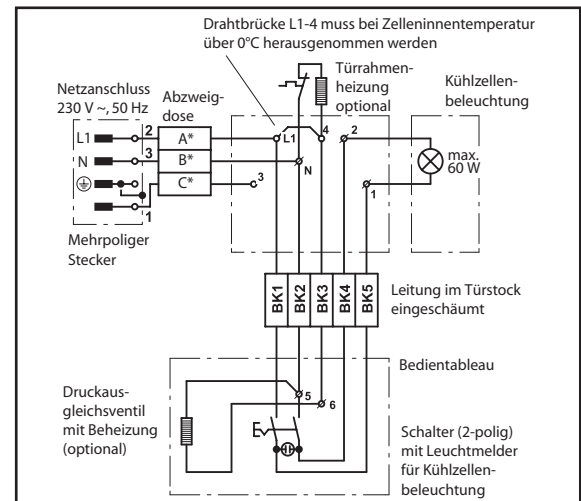 Drahtbrücke L1-4 muss bei Zelleninnentemperatur
über 0°C herausgenommen werden
Netzanschluss
230 V ~, 50 Hz
Abzweig-
dose
Türrahmen-
heizung
optional
Kühlzellen-
beleuchtung
L1
2
A*
L1
4
2
N
3
B*
N
max.
60 W
C*
3
1
1
Mehrpoliger
Stecker
BK1
BK2
BK3
BK4
BK5
Leitung im Türstock
eingeschäumt
Bedientableau
Druckaus-
gleichsventil
mit Beheizung
(optional)
5
6
Schalter (2-polig)
mit Leuchtmelder
für Kühlzellen-
beleuchtung